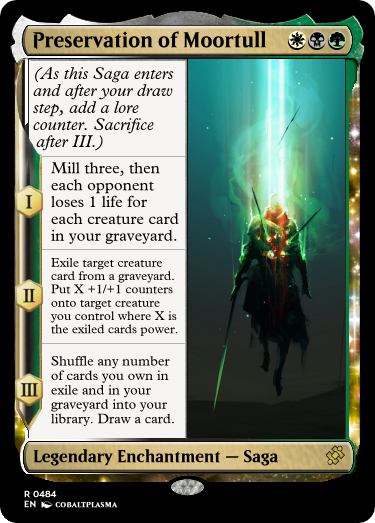 Preservation of Moortull
(As this Saga enters
and after your draw
step, add a lore
counter. Sacrifice
after III.)
I
Mill three, then
each opponent
loses 1 life for
each creature card
in your graveyard.
II
Exile target creature
card from a graveyard.
Put X +1/+1 counters
onto target creature
you control where X is
the exiled cards power.
III
Shuffle any number
of cards you own in
exile and in your
graveyard into your
library. Draw a card.
Legendary Enchantment — Saga
R 0484
EN COBALTPLASMA